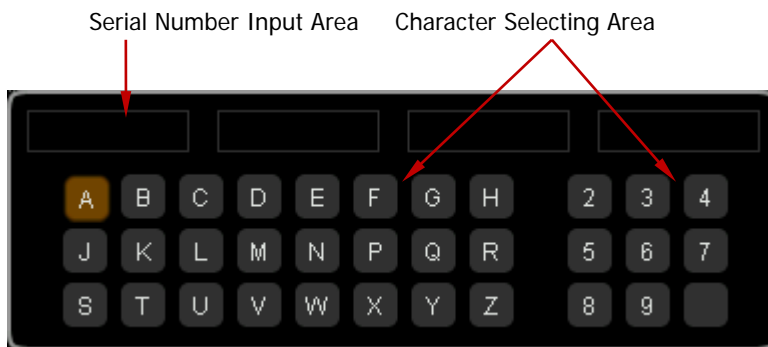 Serial Number Input Area Character Selecting Area
A B C D E F G H 2 3 4
J K L M N P Q R 5 6 7
S T U V W X Y Z 8 9